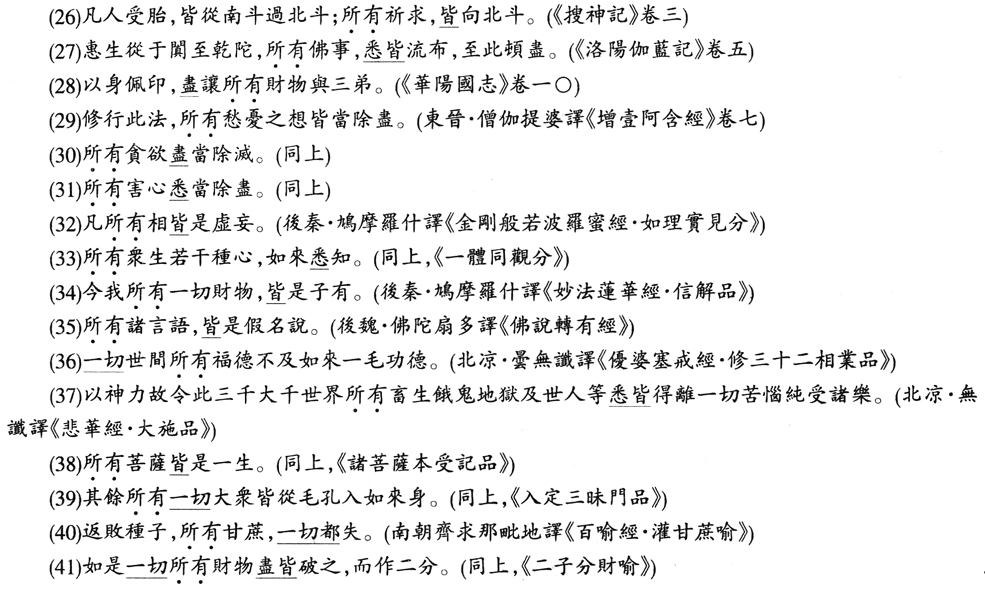 (26)凡人受胎,皆從南斗過北斗;所有祈求,皆向北斗。(《搜神記》卷三)
(27)惠生從于闐至乾陀,所有佛事,悉皆流布,至此頓盡。(《洛陽伽藍記》卷五)
(28)以身佩印,盡讓所有財物與三弟。(《華陽國志》卷一〇)
(29)修行此法,所有愁憂之想皆當除盡。(東晉·僧伽提婆譯《增壹阿含經》卷七)
(30)所有貪欲盡當除滅。(同上)
(31)所有害心悉當除盡。(同上)
(32)凡所有相皆是虛妄。(後秦·鳩摩羅什譯《金剛般若波羅蜜經·如理實見分》)
(33)所有衆生若干種心,如來悉知。(同上,《一體同觀分》)
(34)今我所有一切財物,皆是子有。(後秦·鳩摩羅什譯《妙法蓮華經·信解品》)
(35)所有諸言語,皆是假名說。(後魏·佛陀扇多譯《佛說轉有經》)
(36)一切世間所有福德不及如來一毛功德。(北凉·曇無讖譯《優婆塞戒經·修三十二相業品》)
(37)以神力故令此三千大千世界所有畜生餓鬼地獄及世人等悉皆得離一切苦惱純受諸樂。(北凉·無
讖譯《悲華經·大施品》)
(38)所有菩薩皆是一生。(同上,《諸菩薩本受記品》)
(39)其餘所有一切大衆皆從毛孔入如來身。(同上,《入定三昧門品》)
(40)返敗種子,所有甘蔗,一切都失。(南朝齊求那毗地譯《百喻經·灌甘蔗喻》)
(41)如是一切所有財物盡皆破之,而作二分。(同上,《二子分財喻》)